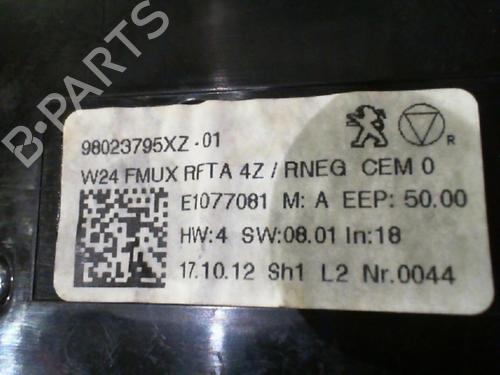 98023795XZ-01
W24 FMUX RFTA 4Z / RNEG CEM 0
E1077081 M: A EEP: 50.00
HW:4 SW:08.01 In:18
17.10.12 Sh1 L2 Nr.0044
R
B-PARTS